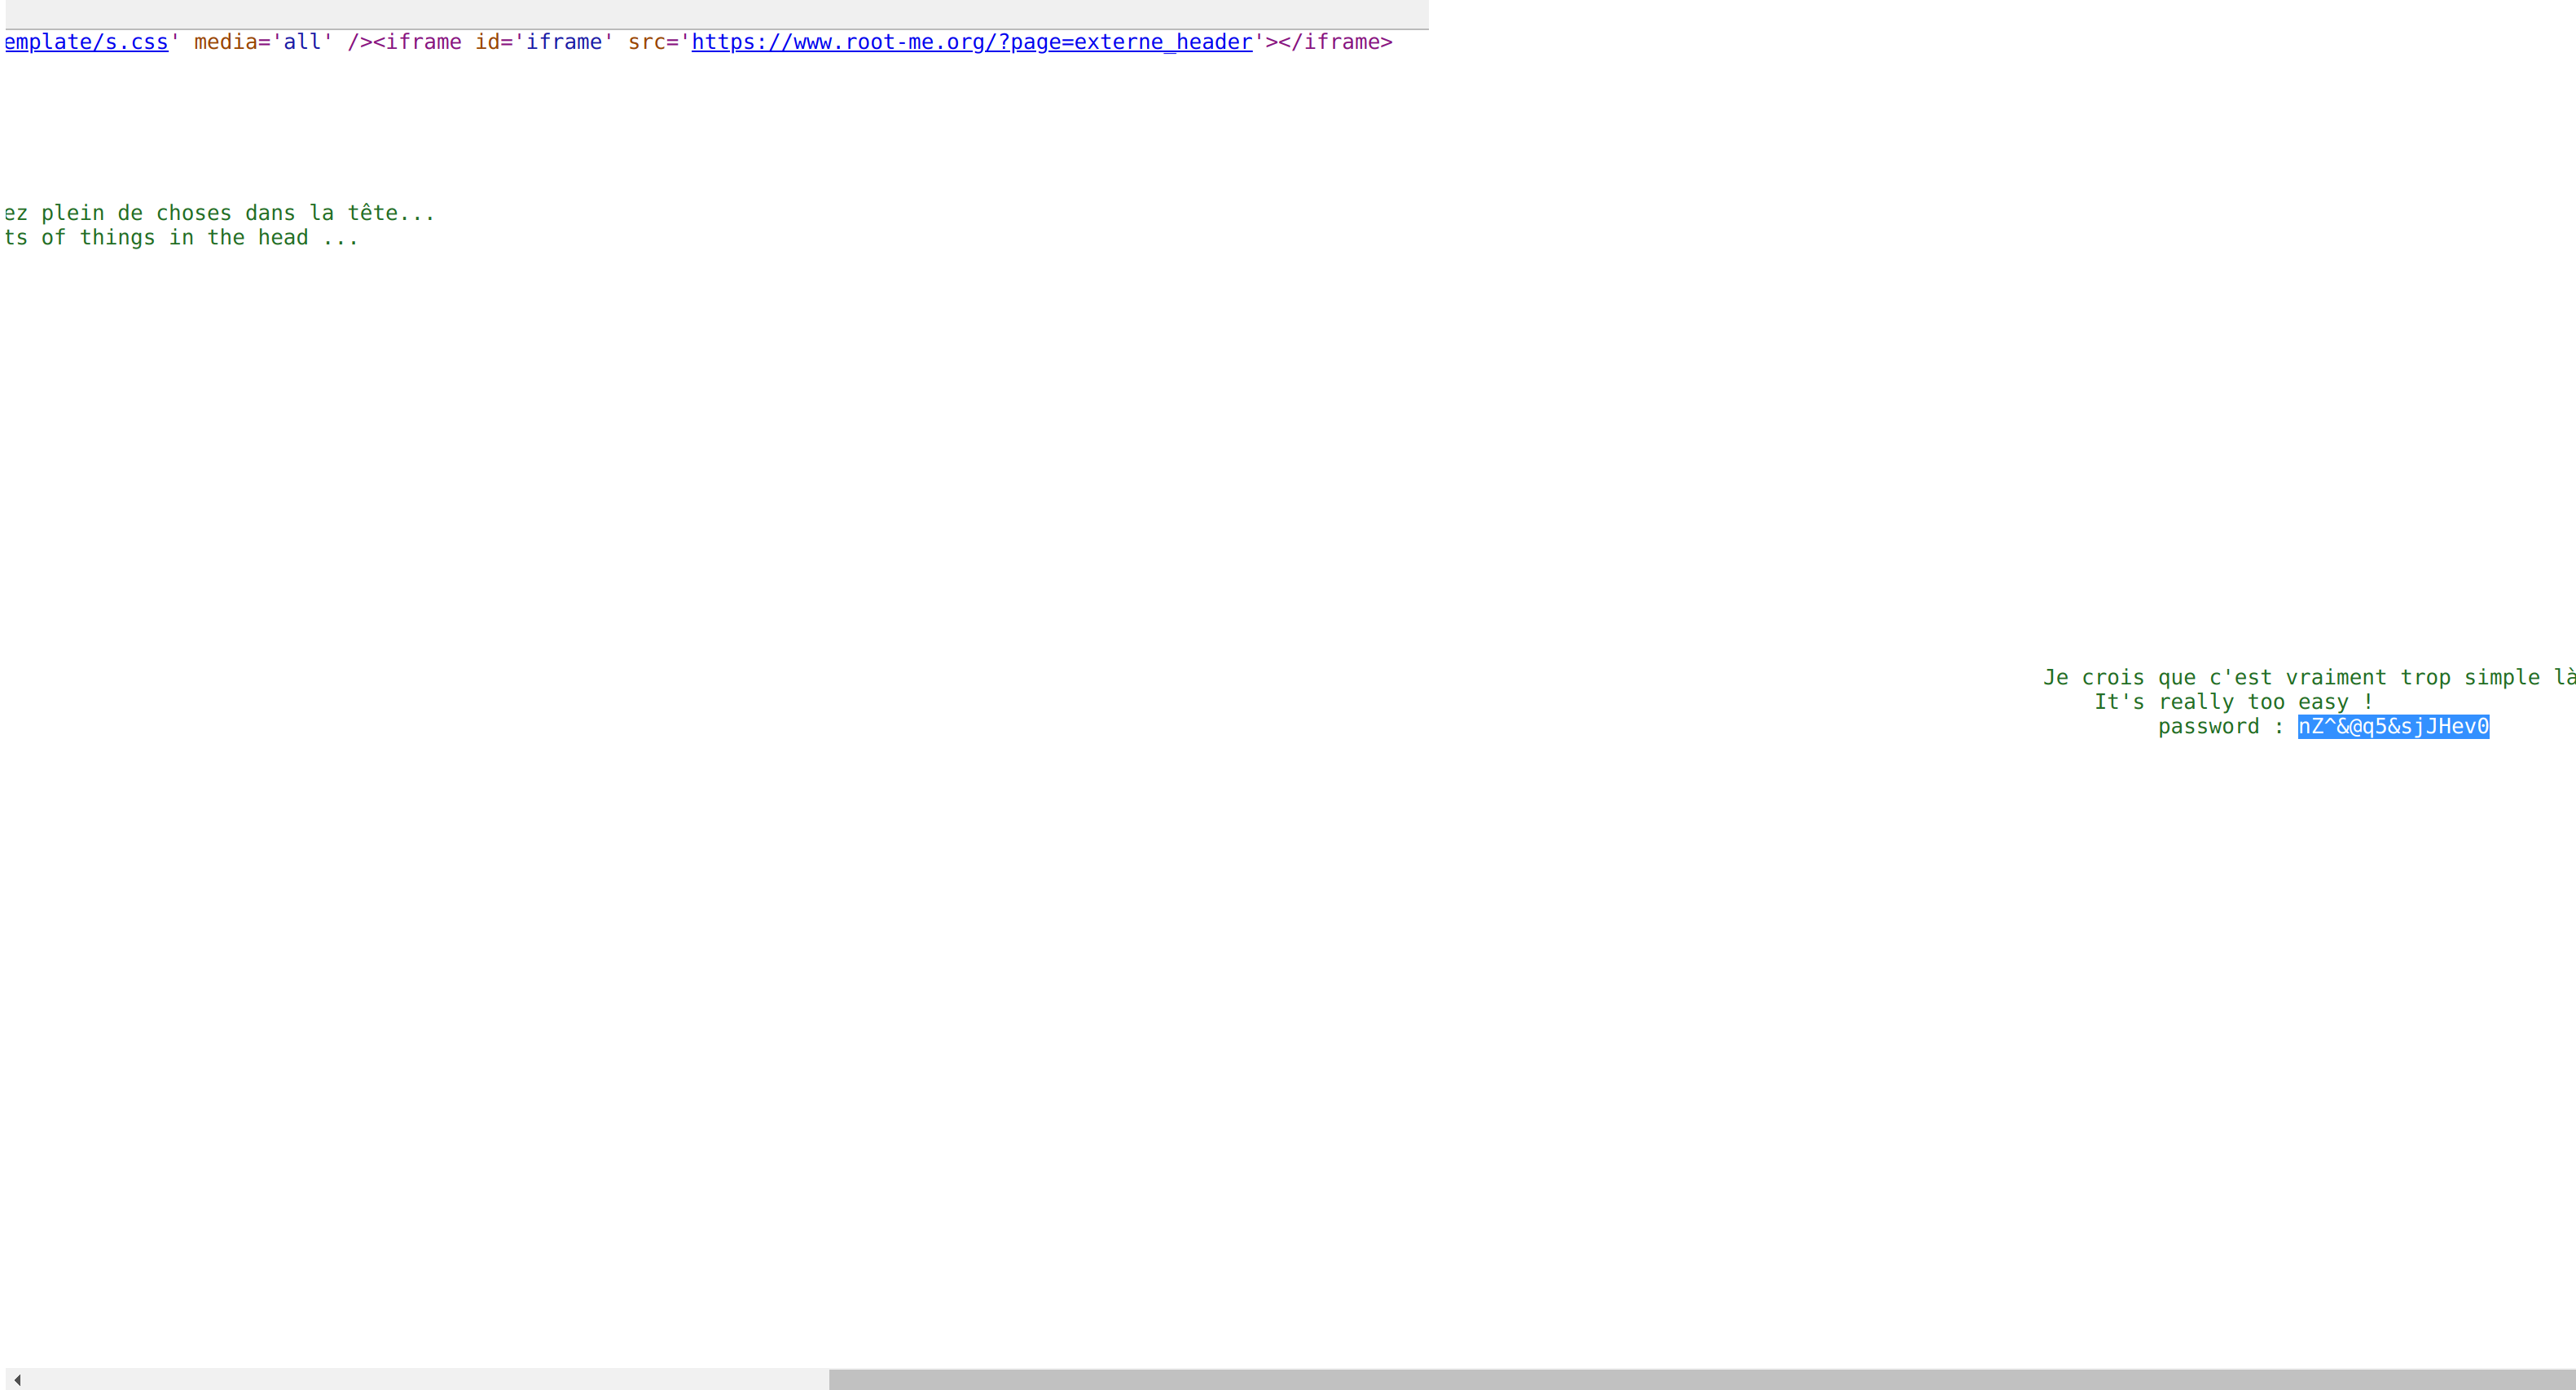 emplate/s.css' media='all' /><iframe id='iframe' src='https://www.root-me.org/?page=externe_header'></iframe>
ez plein de choses dans la tête...
ts of things in the head ...
Je crois que c'est vraiment trop simple là
It's really too easy !
password : nZ^&@q5&sjJHev0